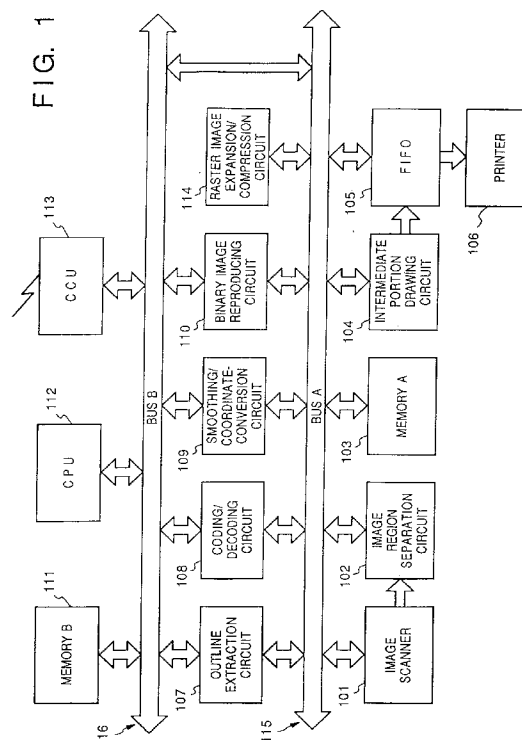 FIG. 1
111
MEMORY B
112
CPU
113
CCU
16
BUS B
107
OUTLINE
EXTRACTION
CIRCUIT
108
CODING/
DECODING
CIRCUIT
109
SMOOTHING/
COORDINATE-
CONVERSION
CIRCUIT
110
BINARY IMAGE
REPRODUCING
CIRCUIT
114
RASTER IMAGE
EXPANSION/
COMPRESSION
CIRCUIT
115
BUS A
101
IMAGE
SCANNER
102
IMAGE
REGION
SEPARATION
CIRCUIT
103
MEMORY A
104
INTERMEDIATE
PORTION
DRAWING
CIRCUIT
105
FIFO
106
PRINTER